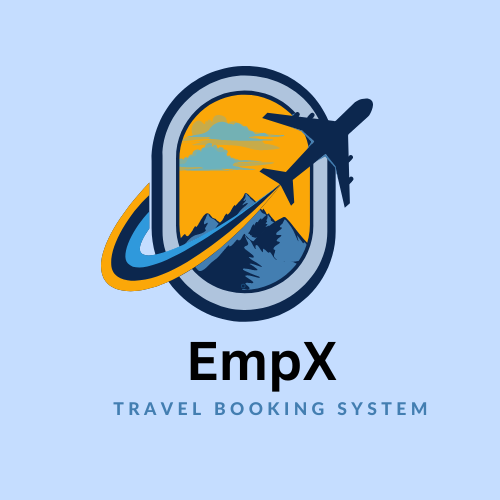 EmpX
TRAVEL BOOKING SYSTEM